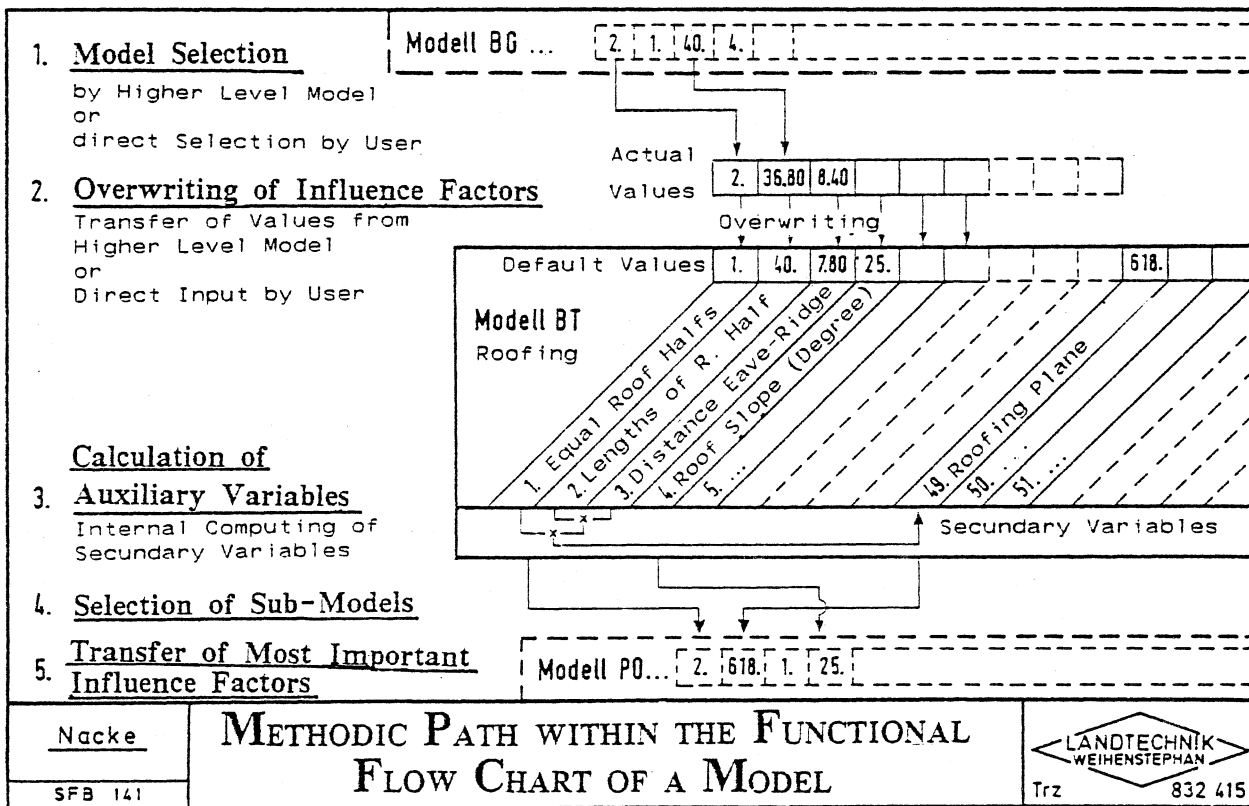 1. Model Selection
by Higher Level Model
or
direct Selection by User
2. Overwriting of Influence Factors
Transfer of Values from
Higher Level Model
or
Direct Input by User
Calculation of
3. Auxiliary Variables
Internal Computing of
Secundary Variables
4. Selection of Sub-Models
5. Transfer of Most Important
Influence Factors
Modell BG ... 2. 1. 40. 4.
Actual
Values 2. 36.80 8.40
Overwriting
Default Values 1. 40. 7.80 25. 618.
Modell BT
Roofing
1. Equal Roof Halfs
2. Lengths of R. Half
3. Distance Eave-Ridge
4. Roof Slope (Degree)
5. ...
49. Roofing Plane
50. ...
51. ...
x
x
Secundary Variables
Modell PO... 2. 618. 1. 25.
Nacke
SFB 141
METHODIC PATH WITHIN THE FUNCTIONAL
FLOW CHART OF A MODEL
LANDTECHNIK
WEIHENSTEPHAN
Trz 832 415